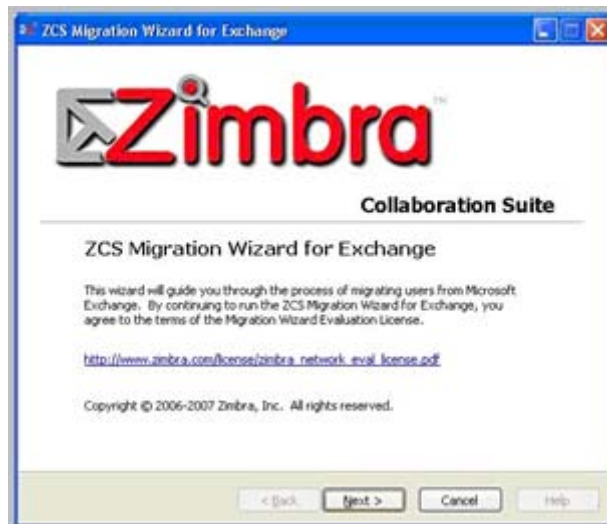 ZCS Migration Wizard for Exchange
Zimbra™
Collaboration Suite
ZCS Migration Wizard for Exchange
This wizard will guide you through the process of migrating users from Microsoft
Exchange. By continuing to run the ZCS Migration Wizard for Exchange, you
agree to the terms of the Migration Wizard Evaluation License.
http://www.zimbra.com/license/zimbra_network_eval_license.pdf
Copyright © 2006-2007 Zimbra, Inc. All rights reserved.
< Back Next > Cancel Help